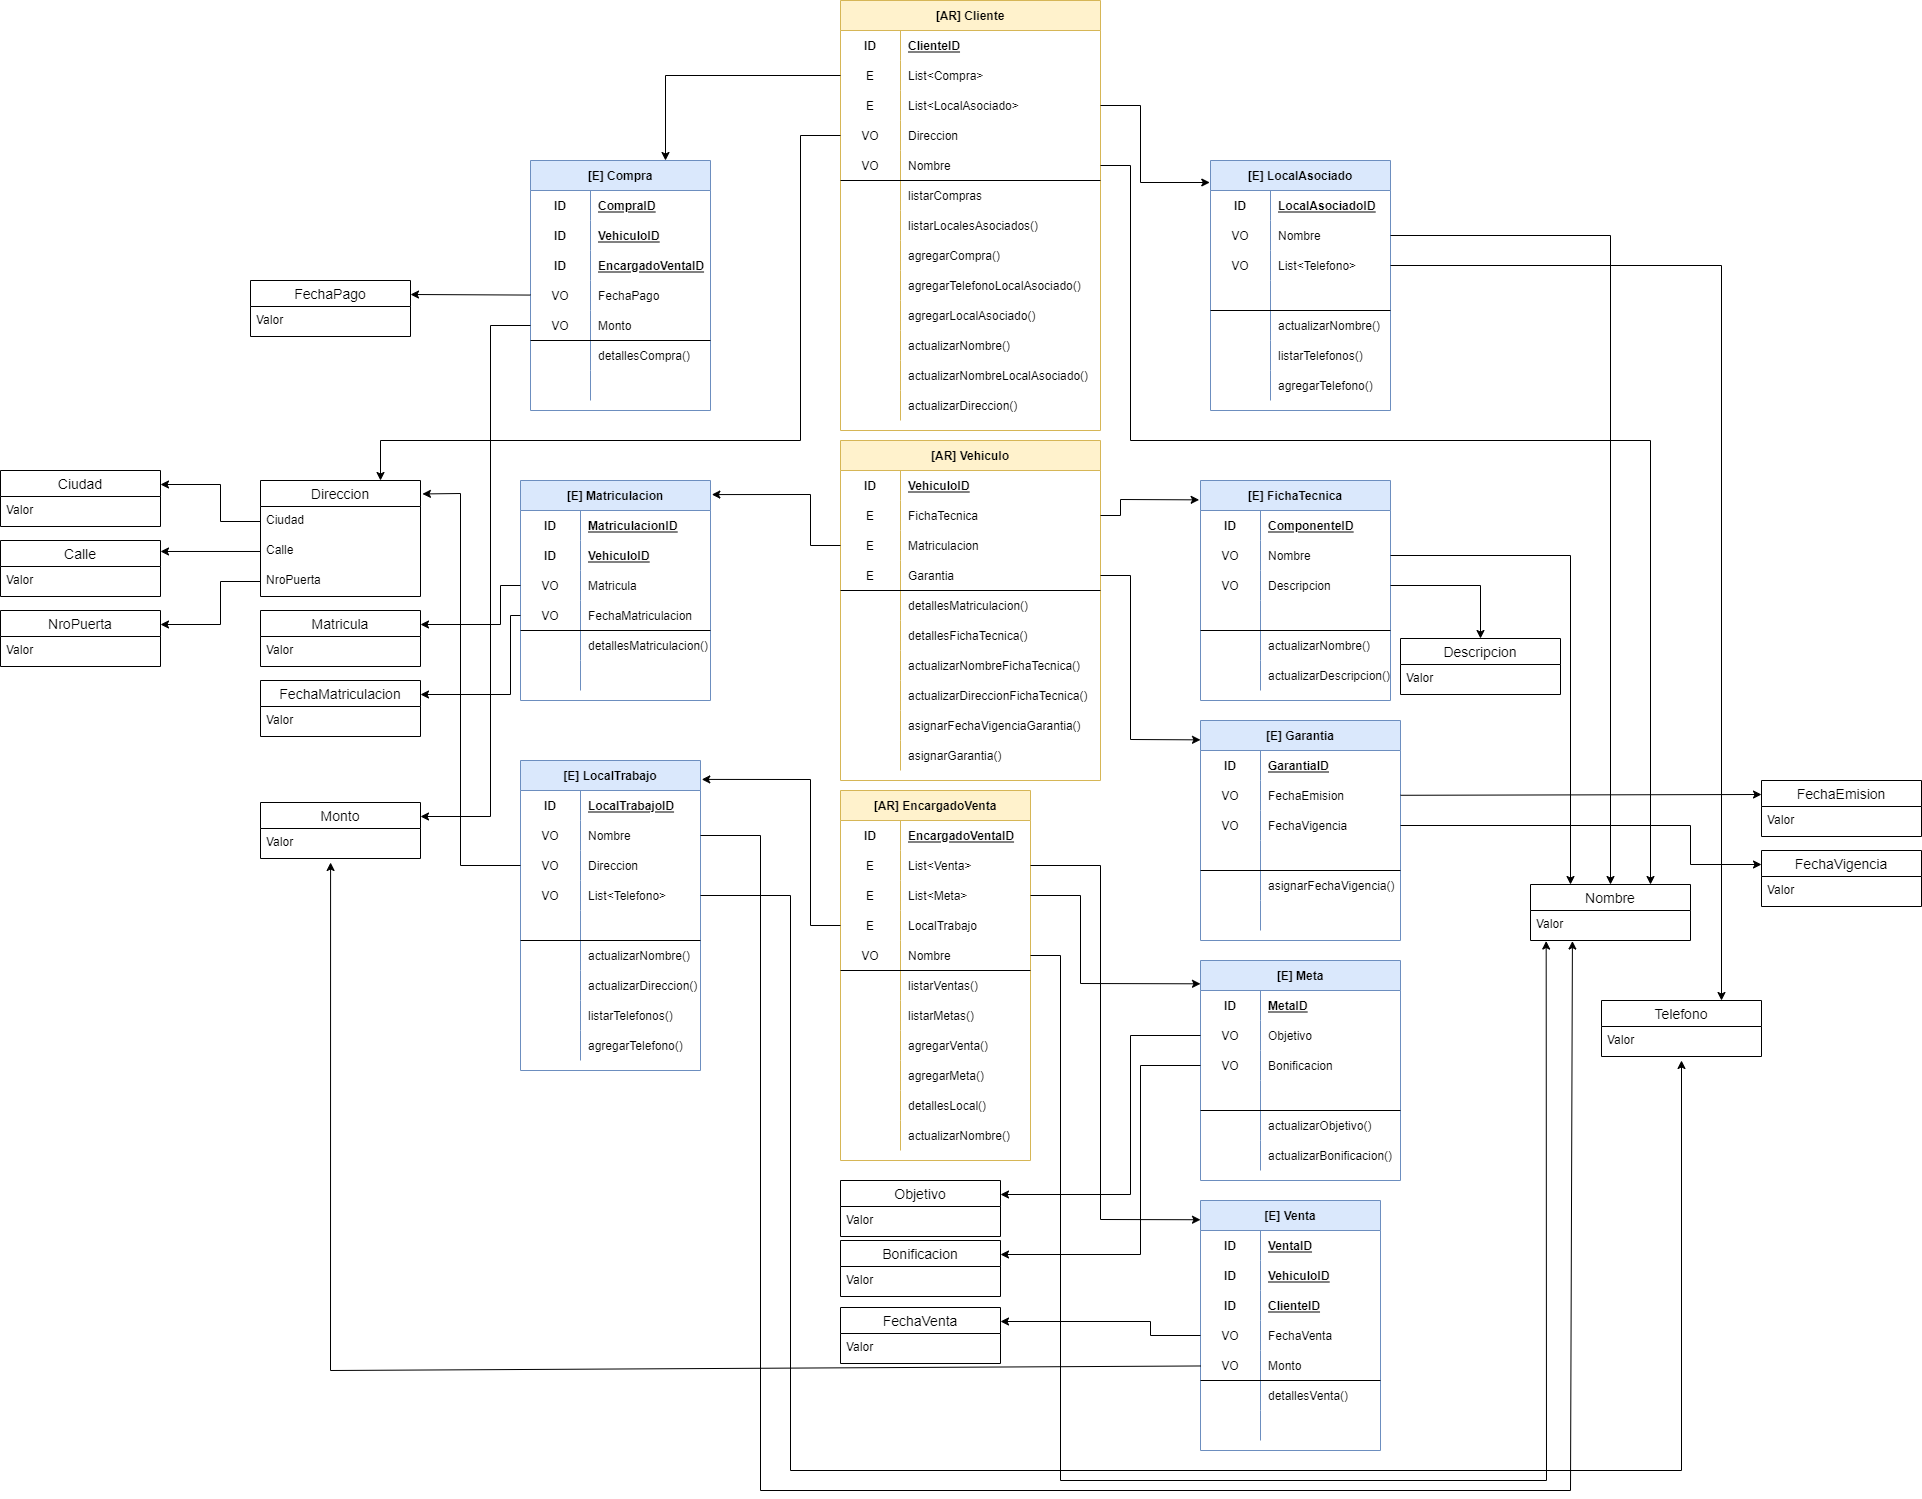 [AR] Cliente
ID ClienteID
E List<Compra>
E List<LocalAsociado>
VO Direccion
VO Nombre
listarCompras
listarLocalesAsociados()
agregarCompra()
agregarTelefonoLocalAsociado()
agregarLocalAsociado()
actualizarNombre()
actualizarNombreLocalAsociado()
actualizarDireccion()
[E] Compra
ID CompraID
ID VehiculoID
ID EncargadoVentaID
VO FechaPago
VO Monto
detallesCompra()
[E] LocalAsociado
ID LocalAsociadoID
VO Nombre
VO List<Telefono>
actualizarNombre()
listarTelefonos()
agregarTelefono()
FechaPago
Valor
Ciudad
Valor
Calle
Valor
NroPuerta
Valor
Direccion
Ciudad
Calle
NroPuerta
Matricula
Valor
FechaMatriculacion
Valor
[E] Matriculacion
ID MatriculacionID
ID VehiculoID
VO Matricula
VO FechaMatriculacion
detallesMatriculacion()
[AR] Vehiculo
ID VehiculoID
E FichaTecnica
E Matriculacion
E Garantia
detallesMatriculacion()
detallesFichaTecnica()
actualizarNombreFichaTecnica()
actualizarDireccionFichaTecnica()
asignarFechaVigenciaGarantia()
asignarGarantia()
[E] FichaTecnica
ID ComponenteID
VO Nombre
VO Descripcion
actualizarNombre()
actualizarDescripcion()
Descripcion
Valor
[E] Garantia
ID GarantiaID
VO FechaEmision
VO FechaVigencia
asignarFechaVigencia()
FechaEmision
Valor
FechaVigencia
Valor
Nombre
Valor
Telefono
Valor
Monto
Valor
[E] LocalTrabajo
ID LocalTrabajoID
VO Nombre
VO Direccion
VO List<Telefono>
actualizarNombre()
actualizarDireccion()
listarTelefonos()
agregarTelefono()
[AR] EncargadoVenta
ID EncargadoVentaID
E List<Venta>
E List<Meta>
E LocalTrabajo
VO Nombre
listarVentas()
listarMetas()
agregarVenta()
agregarMeta()
detallesLocal()
actualizarNombre()
[E] Meta
ID MetaID
VO Objetivo
VO Bonificacion
actualizarObjetivo()
actualizarBonificacion()
Objetivo
Valor
Bonificacion
Valor
FechaVenta
Valor
[E] Venta
ID VentaID
ID VehiculoID
ID ClienteID
VO FechaVenta
VO Monto
detallesVenta()